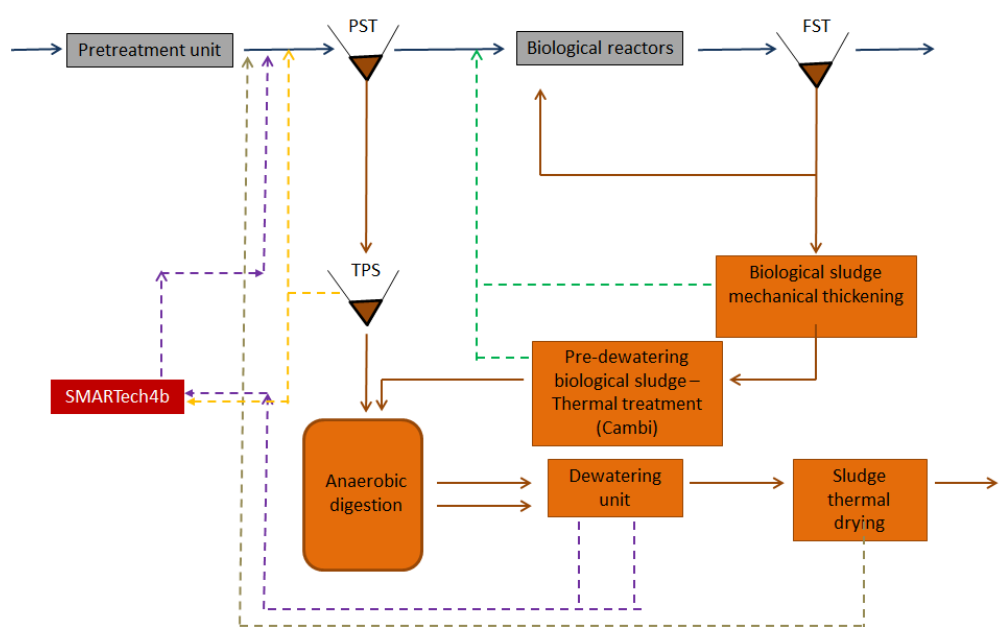 PST
FST
Pretreatment unit
Biological reactors
TPS
Biological sludge
mechanical thickening
Pre-dewatering
biological sludge –
Thermal treatment
(Cambi)
SMARTech4b
Anaerobic
digestion
Dewatering
unit
Sludge
thermal
drying